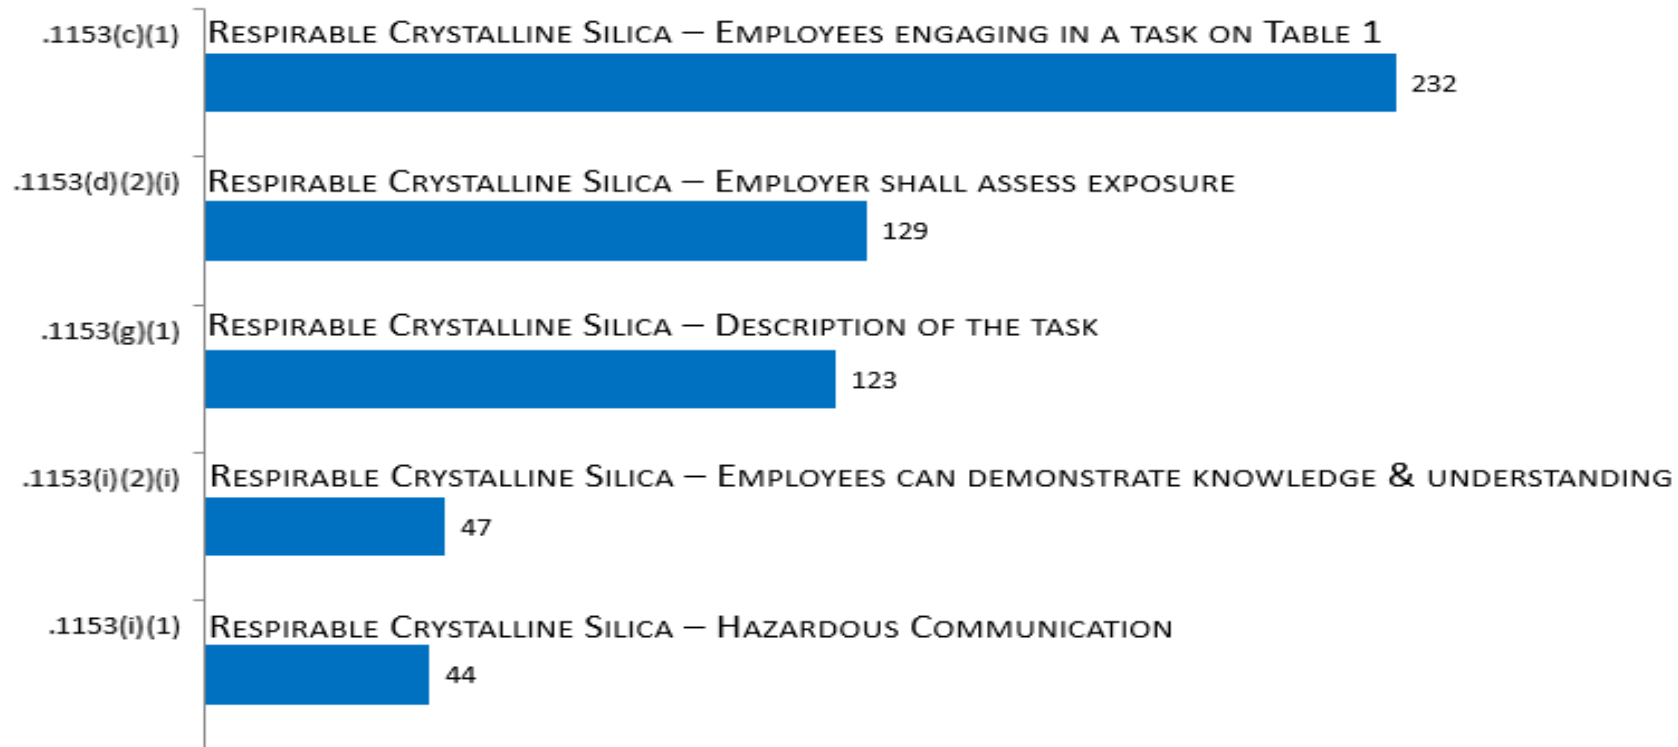 .1153(c)(1) Respirable Crystalline Silica – Employees engaging in a task on Table 1
232
.1153(d)(2)(i) Respirable Crystalline Silica – Employer shall assess exposure
129
.1153(g)(1) Respirable Crystalline Silica – Description of the task
123
.1153(i)(2)(i) Respirable Crystalline Silica – Employees can demonstrate knowledge & understanding
47
.1153(i)(1) Respirable Crystalline Silica – Hazardous Communication
44